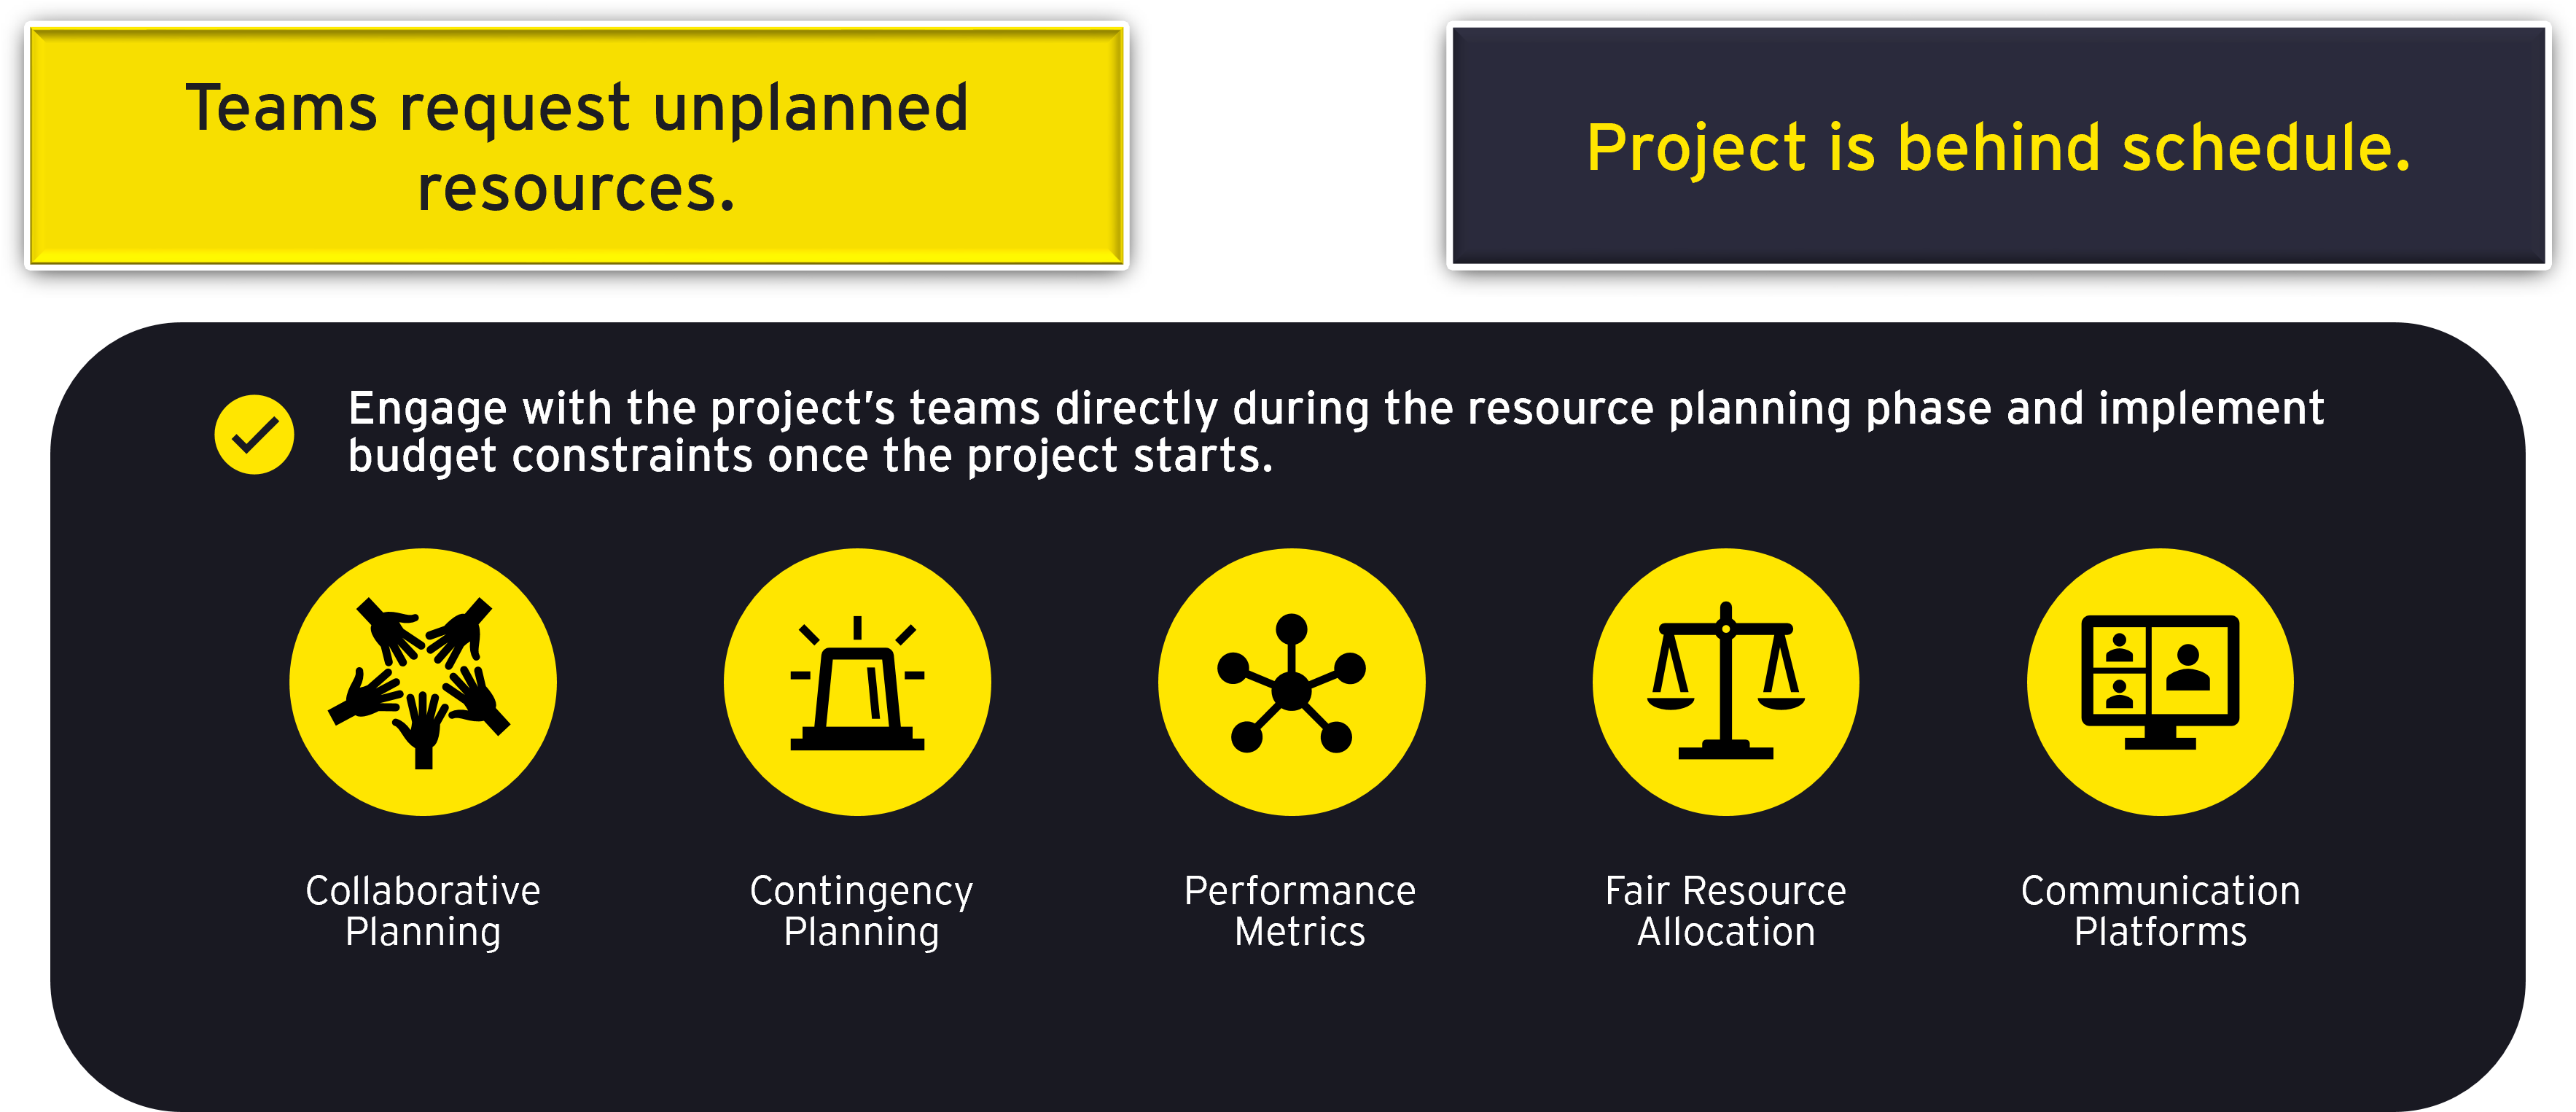 Teams request unplanned
resources.
Project is behind schedule.
Engage with the project’s teams directly during the resource planning phase and implement
budget constraints once the project starts.
Collaborative
Planning
Contingency
Planning
Performance
Metrics
Fair Resource
Allocation
Communication
Platforms